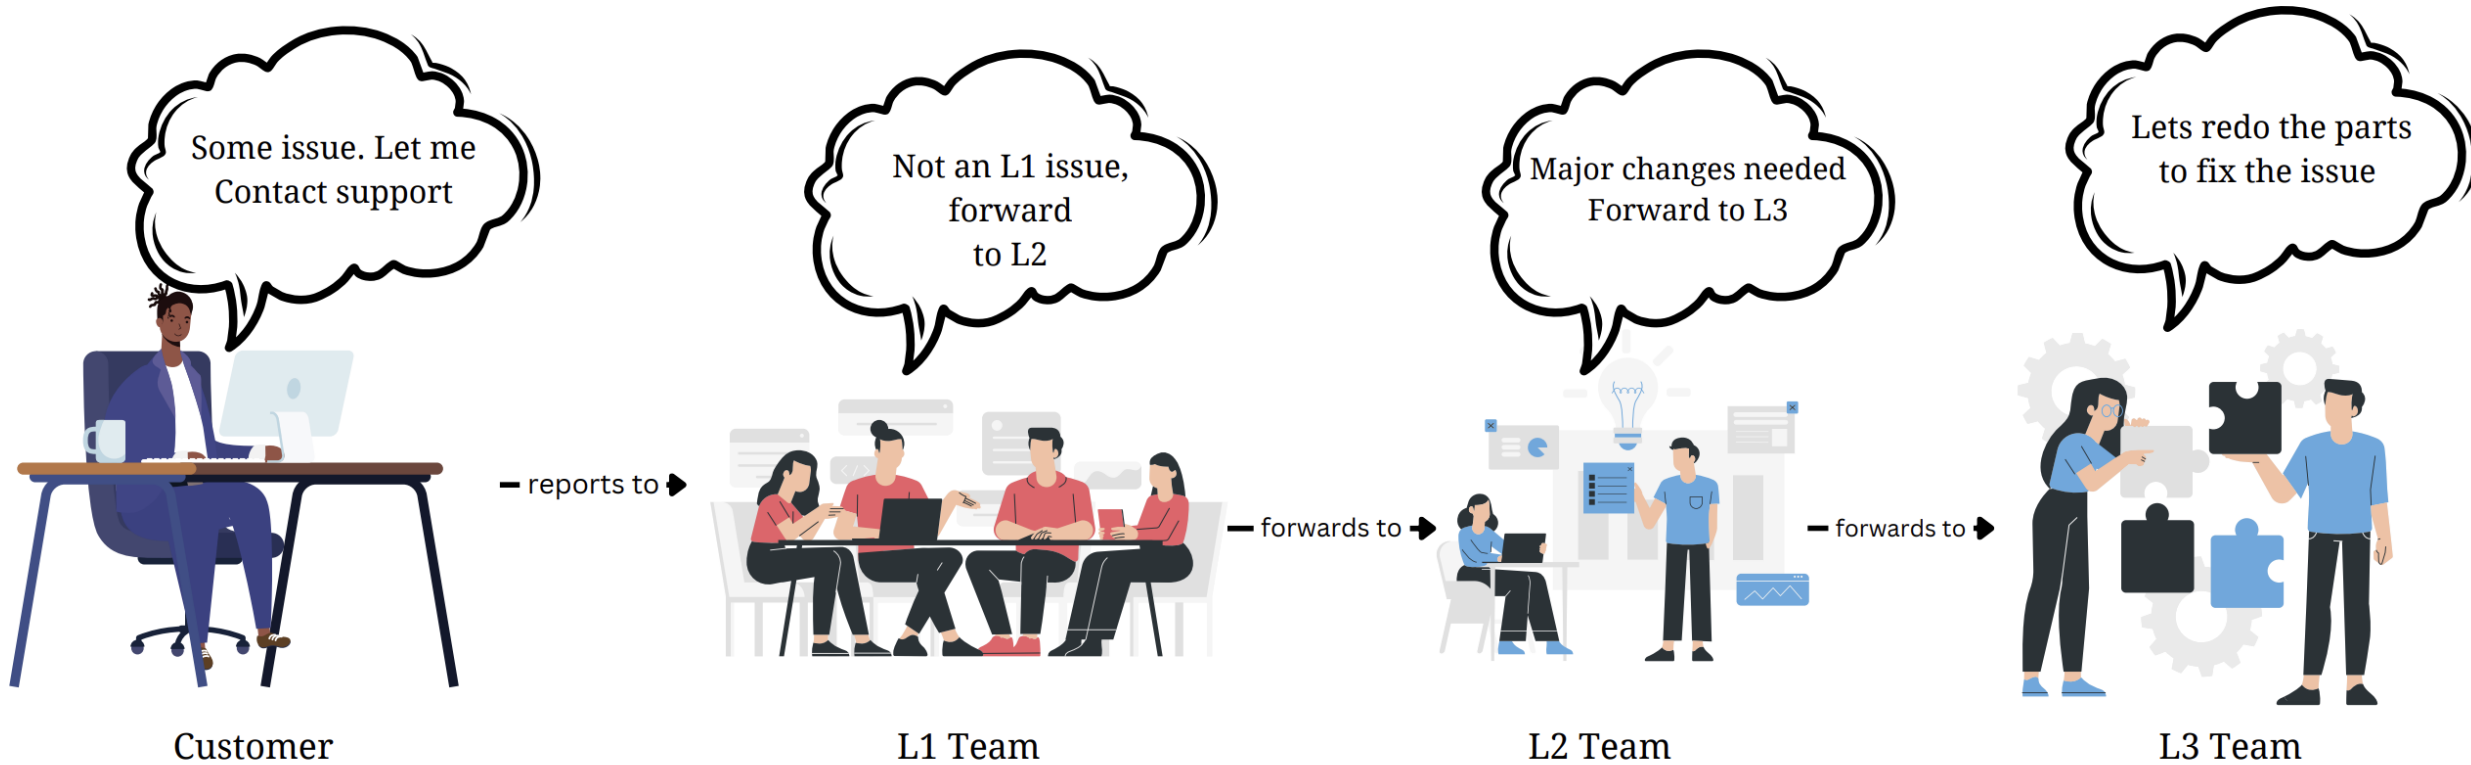 Some issue. Let me
Contact support
Not an L1 issue,
forward
to L2
Major changes needed
Forward to L3
Lets redo the parts
to fix the issue
reports to
forwards to
forwards to
Customer
L1 Team
L2 Team
L3 Team